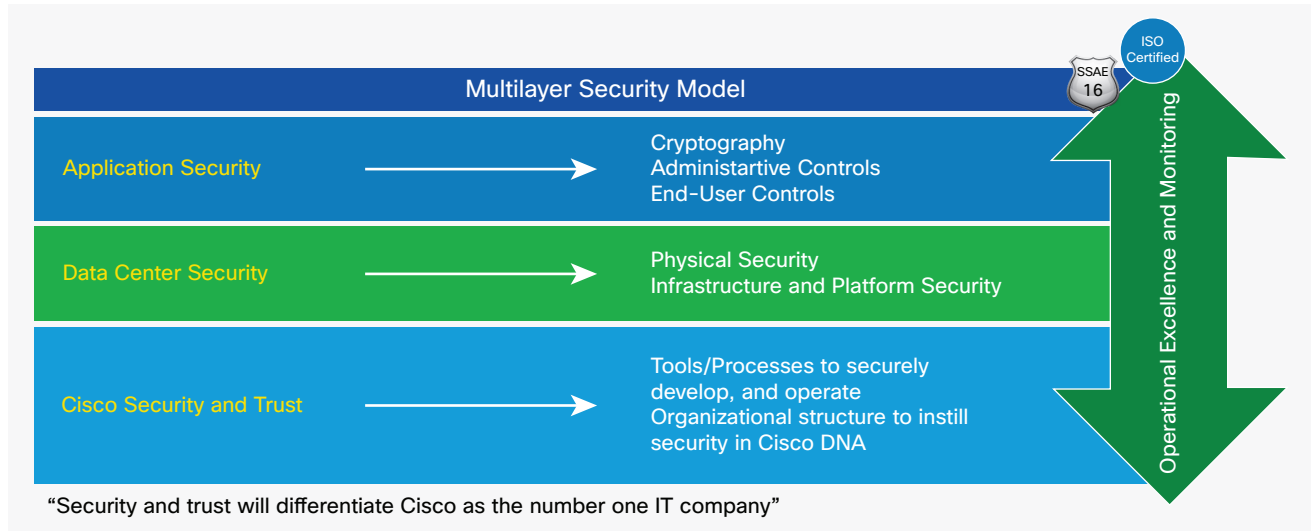 ISO
Certified
SSAE
16
Multilayer Security Model
Application Security
Cryptography
Administartive Controls
End-User Controls
Data Center Security
Physical Security
Infrastructure and Platform Security
Cisco Security and Trust
Tools/Processes to securely
develop, and operate
Organizational structure to instill
security in Cisco DNA
Operational Excellence and Monitoring
“Security and trust will differentiate Cisco as the number one IT company”